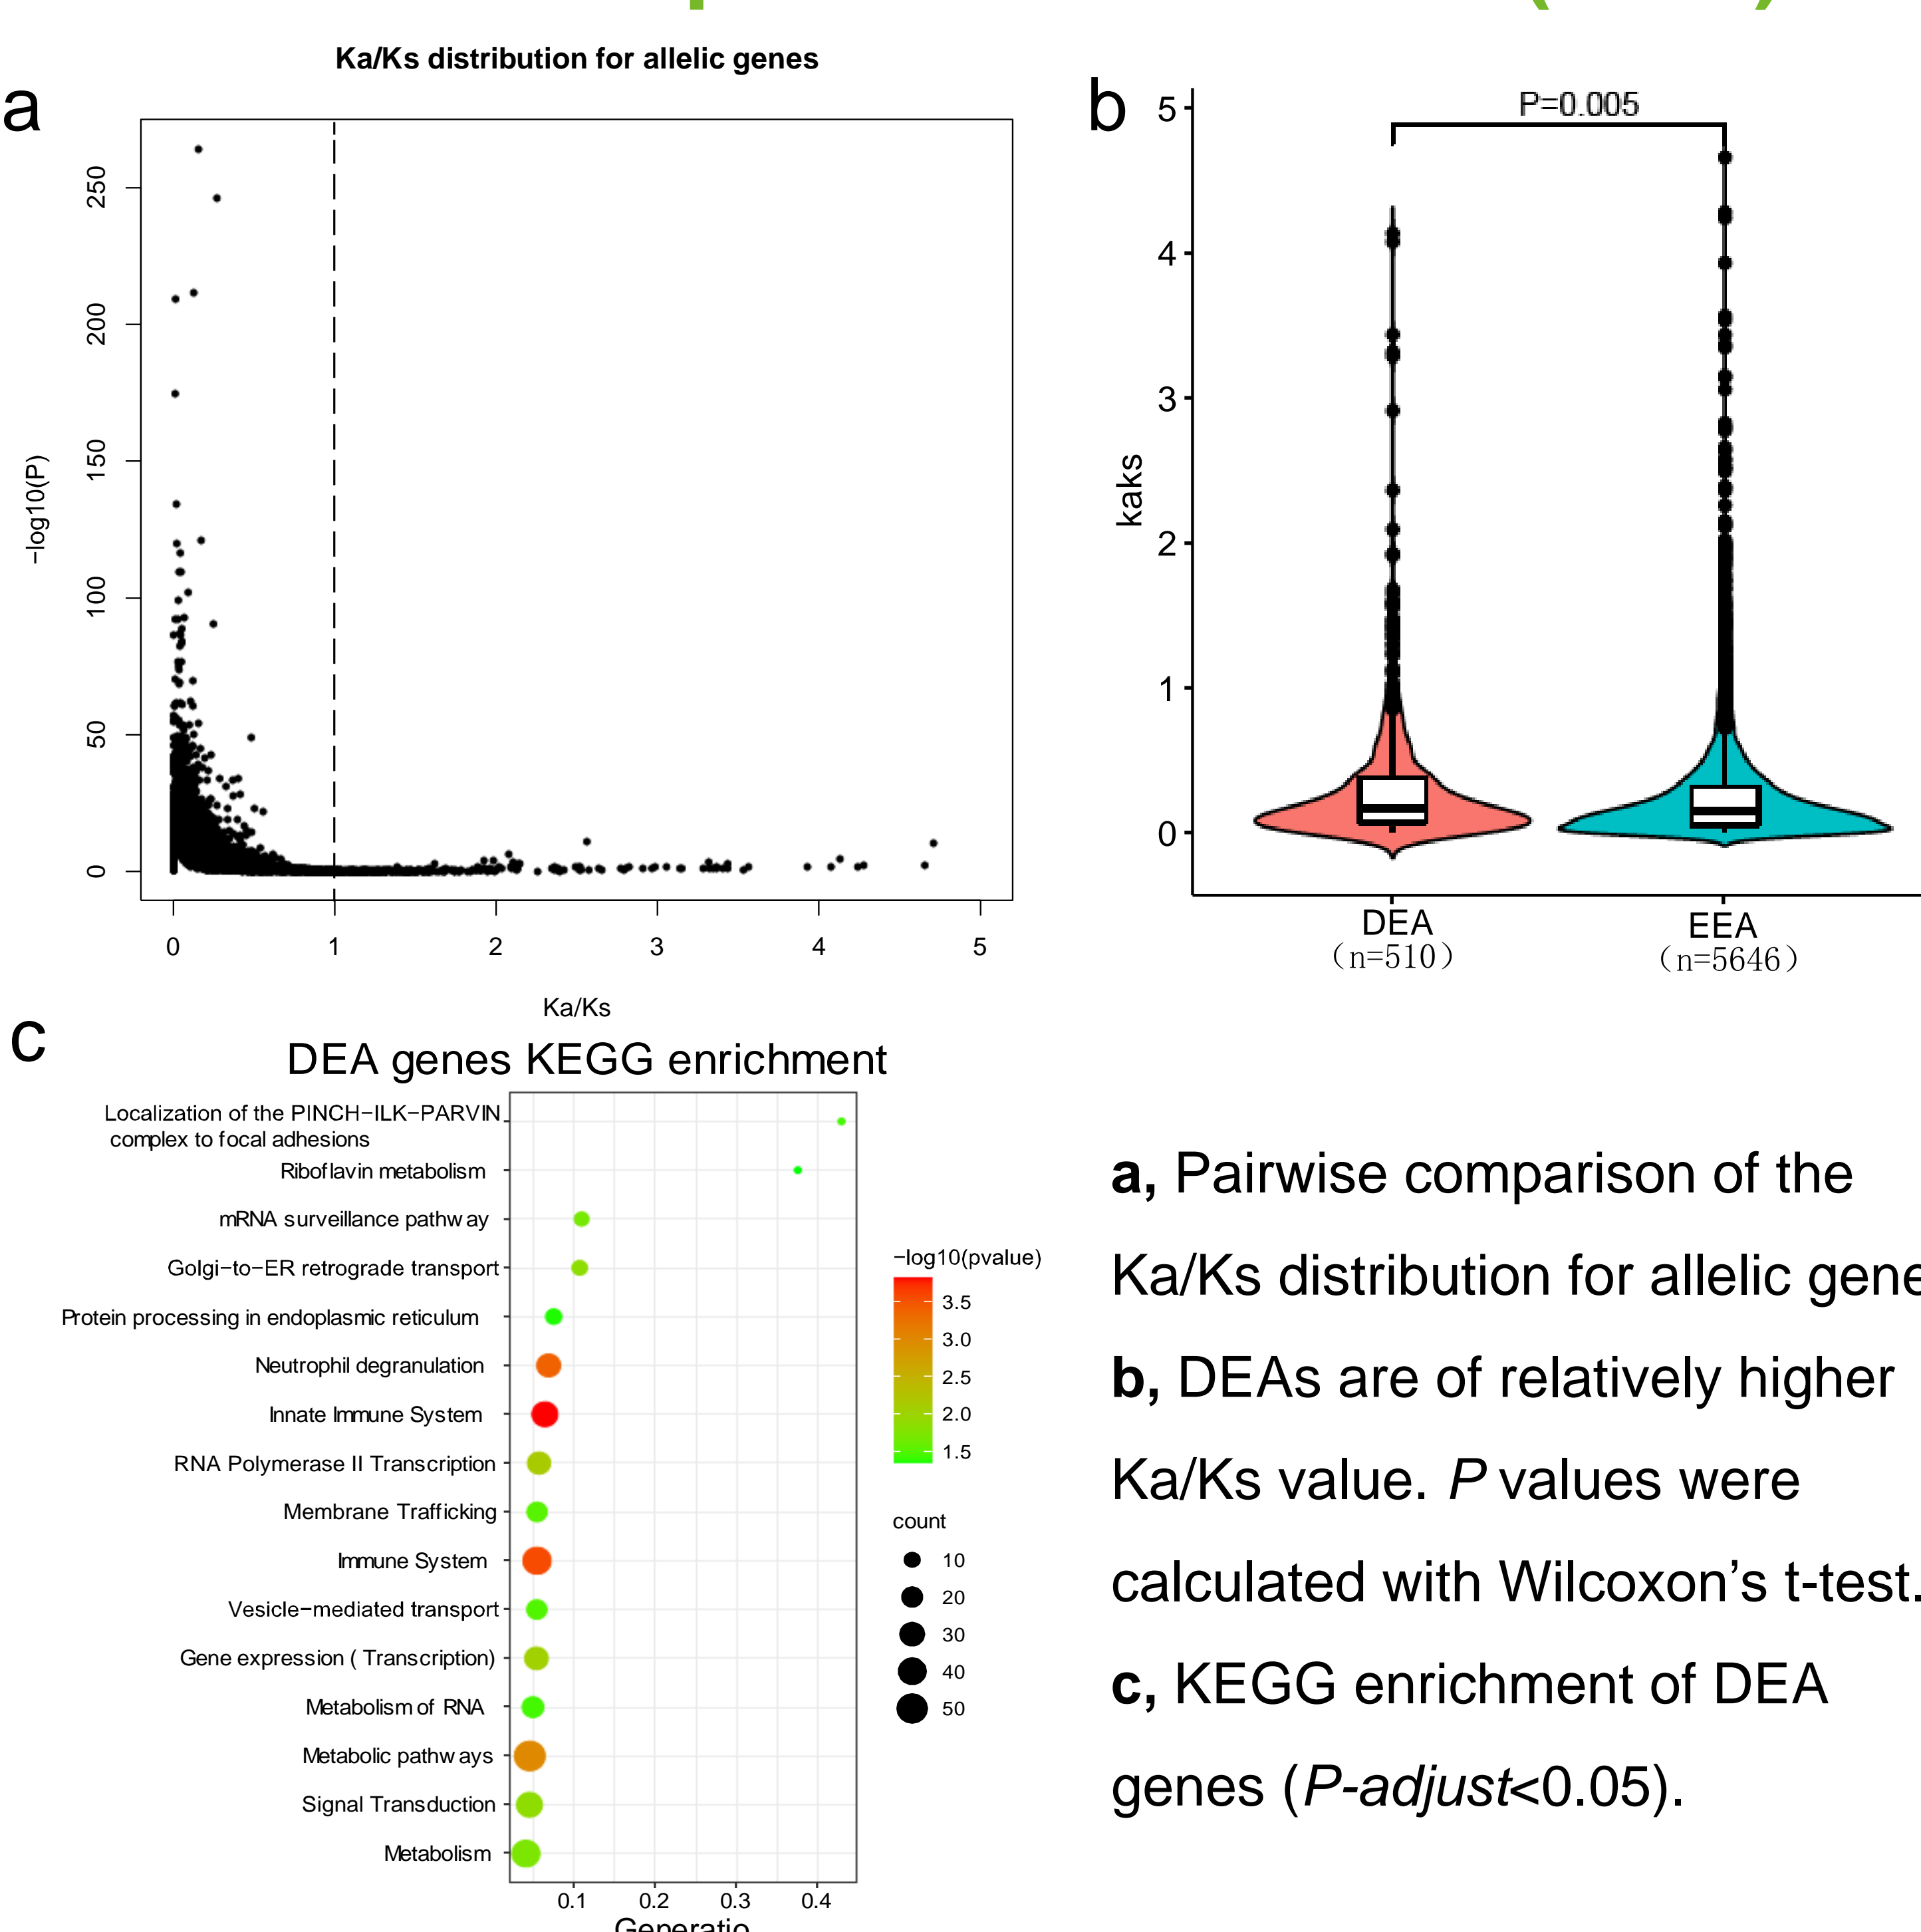 Ka/Ks distribution for allelic genes
a
−log10(P)
250
200
150
100
50
0
0 1 2 3 4 5
Ka/Ks
b
P=0.005
kaks
5
4
3
2
1
0
DEA
(n=510)
EEA
(n=5646)
c
DEA genes KEGG enrichment
Localization of the PINCH−ILK−PARVIN
complex to focal adhesions
Riboflavin metabolism
mRNA surveillance pathway
Golgi−to−ER retrograde transport
Protein processing in endoplasmic reticulum
Neutrophil degranulation
Innate Immune System
RNA Polymerase II Transcription
Membrane Trafficking
Immune System
Vesicle−mediated transport
Gene expression ( Transcription)
Metabolism of RNA
Metabolic pathways
Signal Transduction
Metabolism
0.1 0.2 0.3 0.4
Generatio
−log10(pvalue)
3.5
3.0
2.5
2.0
1.5
count
10
20
30
40
50
a, Pairwise comparison of the
Ka/Ks distribution for allelic gene
b, DEAs are of relatively higher
Ka/Ks value. P values were
calculated with Wilcoxon’s t-test.
c, KEGG enrichment of DEA
genes (P-adjust<0.05).